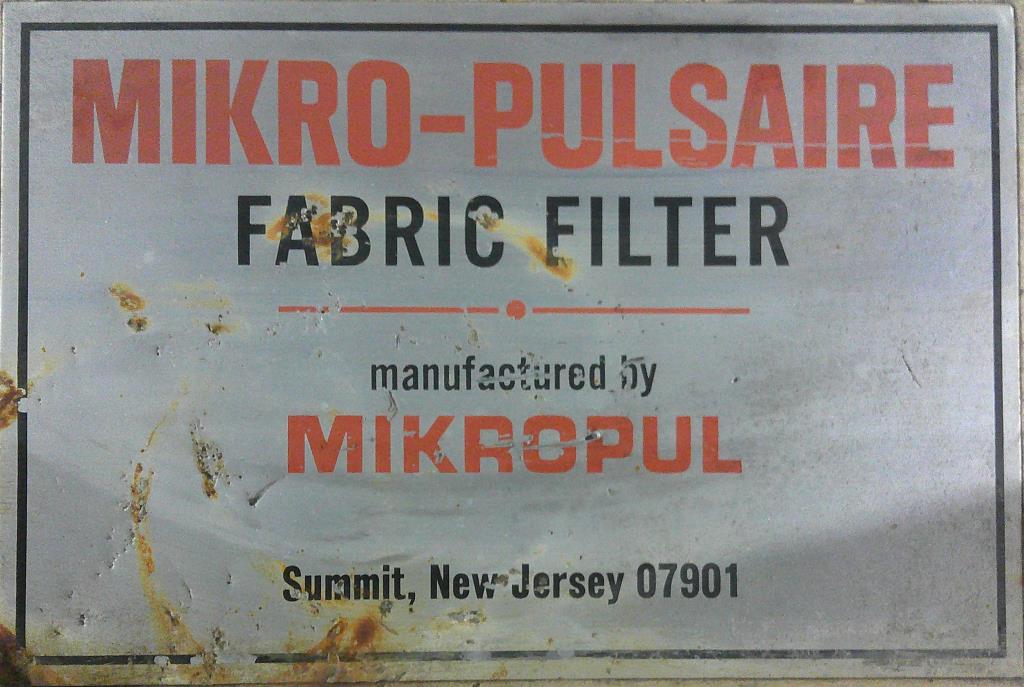 MIKRO-PULSAIRE
FABRIC FILTER
manufactured by
MIKROPUL
Summit, New Jersey 07901